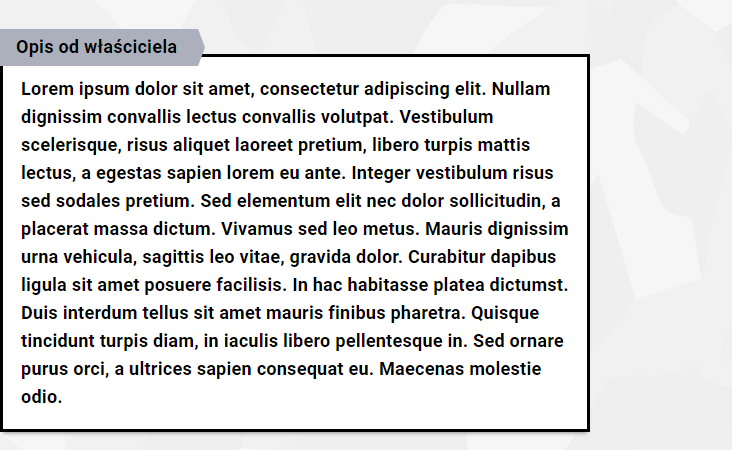 Opis od właściciela
Lorem ipsum dolor sit amet, consectetur adipiscing elit. Nullam
dignissim convallis lectus convallis volutpat. Vestibulum
scelerisque, risus aliquet laoreet pretium, libero turpis mattis
lectus, a egestas sapien lorem eu ante. Integer vestibulum risus
sed sodales pretium. Sed elementum elit nec dolor sollicitudin, a
placerat massa dictum. Vivamus sed leo metus. Mauris dignissim
urna vehicula, sagittis leo vitae, gravida dolor. Curabitur dapibus
ligula sit amet posuere facilisis. In hac habitasse platea dictumst.
Duis interdum tellus sit amet mauris finibus pharetra. Quisque
tincidunt turpis diam, in iaculis libero pellentesque in. Sed ornare
purus orci, a ultrices sapien consequat eu. Maecenas molestie
odio.